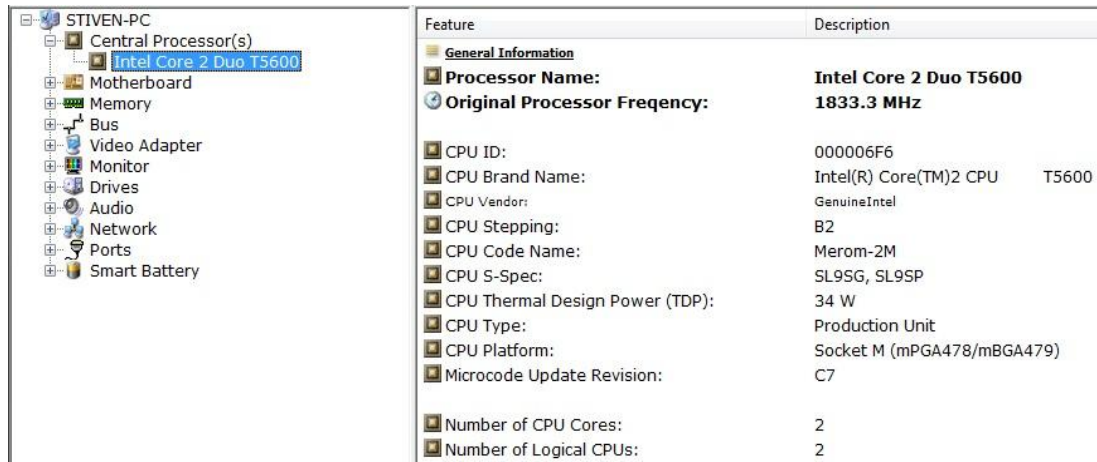 STIVEN-PC
Central Processor(s)
Intel Core 2 Duo T5600
Motherboard
Memory
Bus
Video Adapter
Monitor
Drives
Audio
Network
Ports
Smart Battery
Feature Description
General Information
Processor Name: Intel Core 2 Duo T5600
Original Processor Freqency: 1833.3 MHz
CPU ID: 000006F6
CPU Brand Name: Intel(R) Core(TM)2 CPU T5600
CPU Vendor: GenuineIntel
CPU Stepping: B2
CPU Code Name: Merom-2M
CPU S-Spec: SL9SG, SL9SP
CPU Thermal Design Power (TDP): 34 W
CPU Type: Production Unit
CPU Platform: Socket M (mPGA478/mBGA479)
Microcode Update Revision: C7
Number of CPU Cores: 2
Number of Logical CPUs: 2